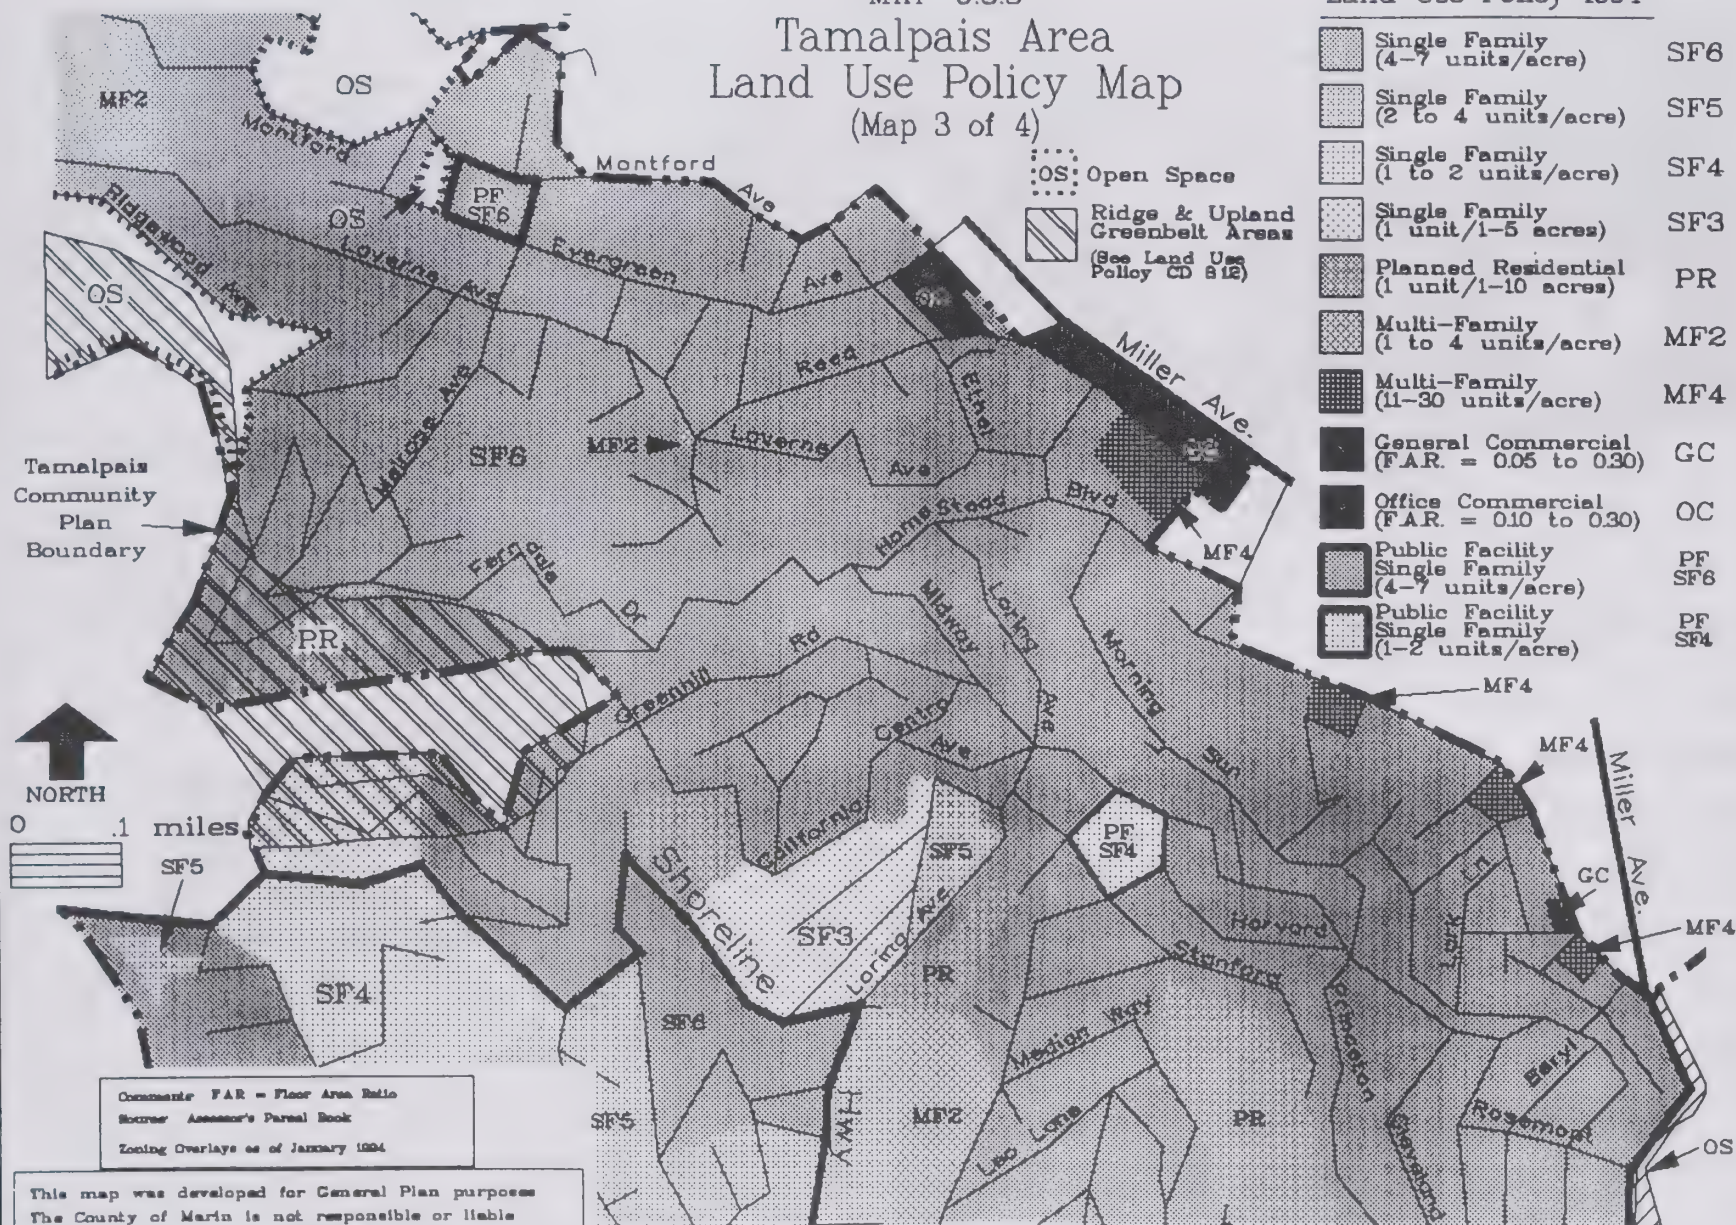 Tamalpais Area
Land Use Policy Map
(Map 3 of 4)
OS Open Space
Ridge & Upland
Greenbelt Areas
(See Land Use
Policy CD 8.12)
Single Family
(4-7 units/acre) SF6
Single Family
(2 to 4 units/acre) SF5
Single Family
(1 to 2 units/acre) SF4
Single Family
(1 unit/1-5 acres) SF3
Planned Residential
(1 unit/1-10 acres) PR
Multi-Family
(1 to 4 units/acre) MF2
Multi-Family
(11-30 units/acre) MF4
General Commercial
(F.A.R. = 0.05 to 0.30) GC
Office Commercial
(F.A.R. = 0.10 to 0.30) OC
Public Facility
Single Family
(4-7 units/acre)
PF
SF6
Public Facility
Single Family
(1-2 units/acre)
PF
SF4
MF2
OS
Montford
Montford
Ave
Ridgewood
Ave
OS
OS
PF
SF6
Laverne
Ave
Evergreen
Ave
Miller
Ave.
Reed
Ethel
Melrose Ave
SF6
MF2
Laverne
Ave
GC
MF4
Home Stead
Blvd
Tamalpais
Community
Plan
Boundary
Ferndale
Dr
PR
Midway
Loring
Ave
Morning
Sun
Greenhill
Rd
Centro
Ave
MF4
MF4
Miller
Ave.
NORTH
0 .1 miles
SF5
California
SF5
PF
SF4
Shoreline
SF3
Loring Ave
Harvard
Ln
Lark
GC
MF4
SF4
PR
Stanford
SF6
Median Way
Princeton
Beryl
SF5
Hwy
MF2
Leo Lane
PR
Cleveland
Rosemont
OS
Comments: FAR = Floor Area Ratio
Source: Assessor's Parcel Book
Zoning Overlays as of January 1994
This map was developed for General Plan purposes
The County of Marin is not responsible or liable